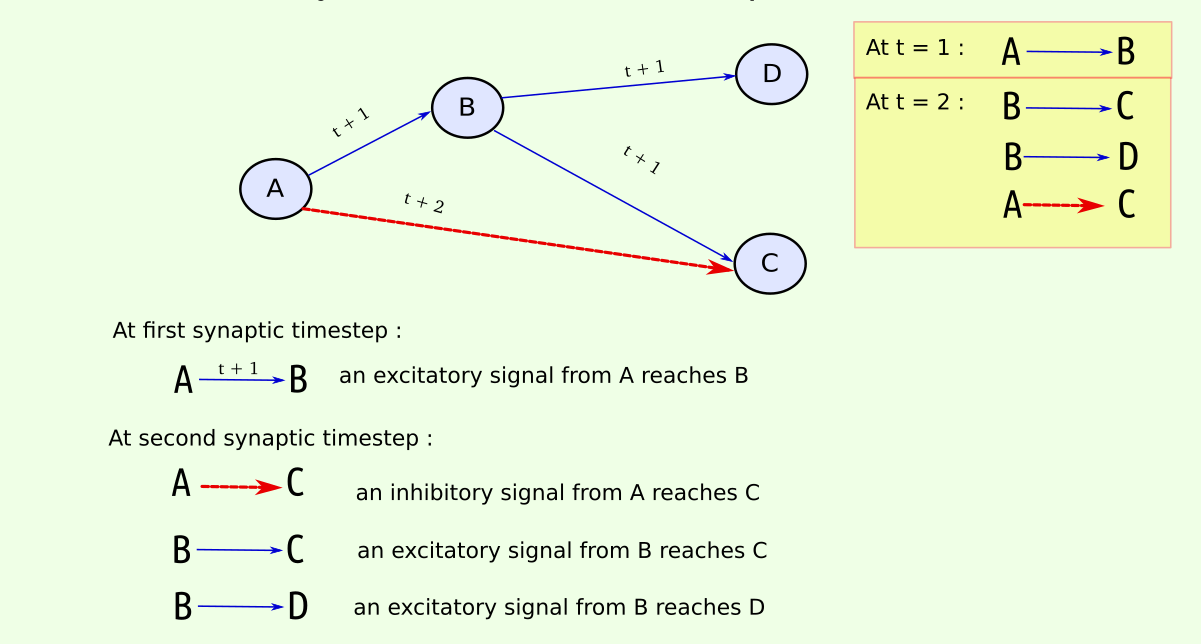 t + 1
D
B
t + 1
t + 1
A
t + 2
C
At t = 1 : A B
At t = 2 : B C
B D
A C
At first synaptic timestep :
t + 1
A B an excitatory signal from A reaches B
At second synaptic timestep :
A C an inhibitory signal from A reaches C
B C an excitatory signal from B reaches C
B D an excitatory signal from B reaches D